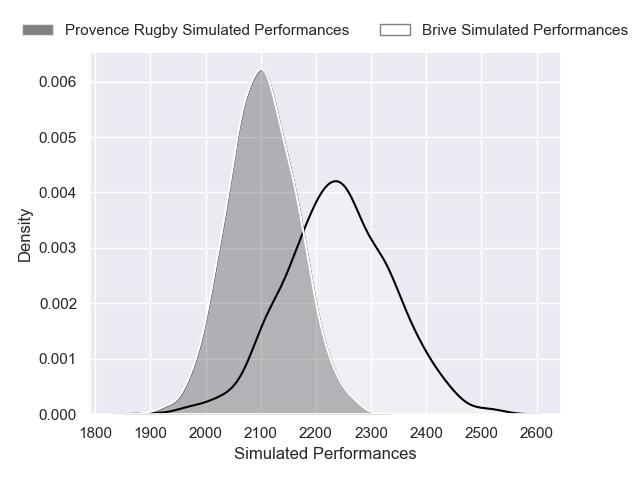 Provence Rugby Simulated Performances
Brive Simulated Performances
0.006
0.005
0.004
0.003
0.002
0.001
0.000
Density
1800 1900 2000 2100 2200 2300 2400 2500 2600
Simulated Performances